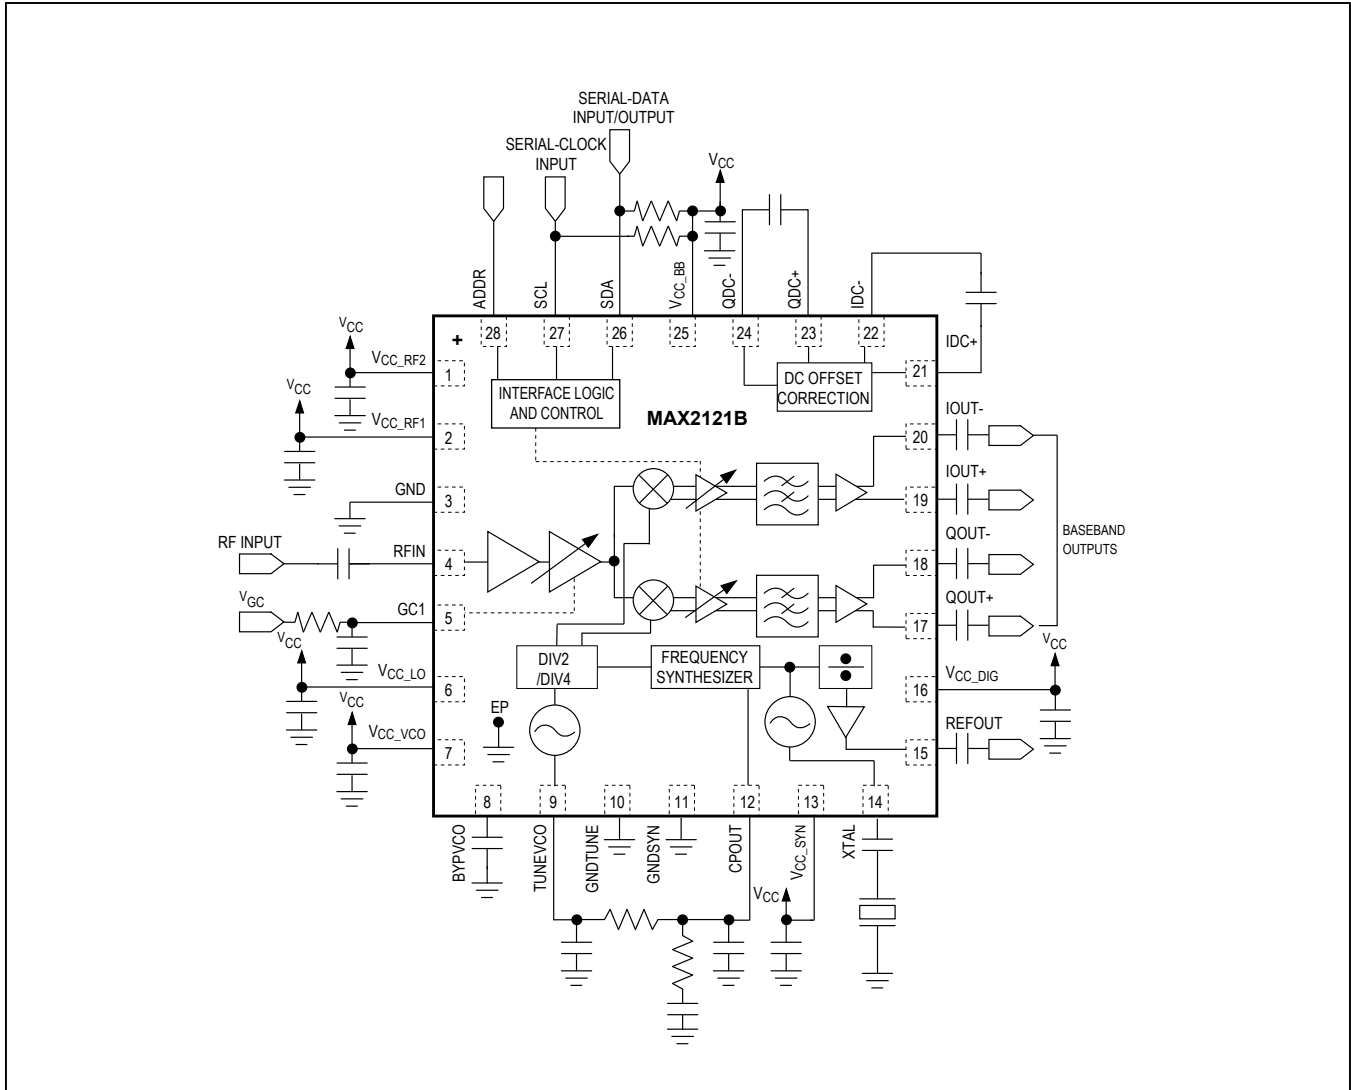 SERIAL-DATA
INPUT/OUTPUT
SERIAL-CLOCK
INPUT
VCC
ADDR
SCL
SDA
VCC_BB
QDC-
QDC+
IDC-
28
27
26
25
24
23
22
+
VCC
VCC_RF2
1
IDC+
21
INTERFACE LOGIC
AND CONTROL
DC OFFSET
CORRECTION
MAX2121B
VCC
VCC_RF1
2
IOUT-
20
GND
3
IOUT+
19
RF INPUT
RFIN
4
QOUT-
18
BASEBAND
OUTPUTS
VGC
GC1
5
QOUT+
17
VCC
VCC_LO
6
DIV2
/DIV4
FREQUENCY
SYNTHESIZER
VCC
VCC_DIG
16
VCC
VCC_VCO
7
EP
REFOUT
15
8
9
10
11
12
13
14
BYPVCO
TUNEVCO
GNDTUNE
GNDSYN
CPOUT
VCC_SYN
XTAL
VCC